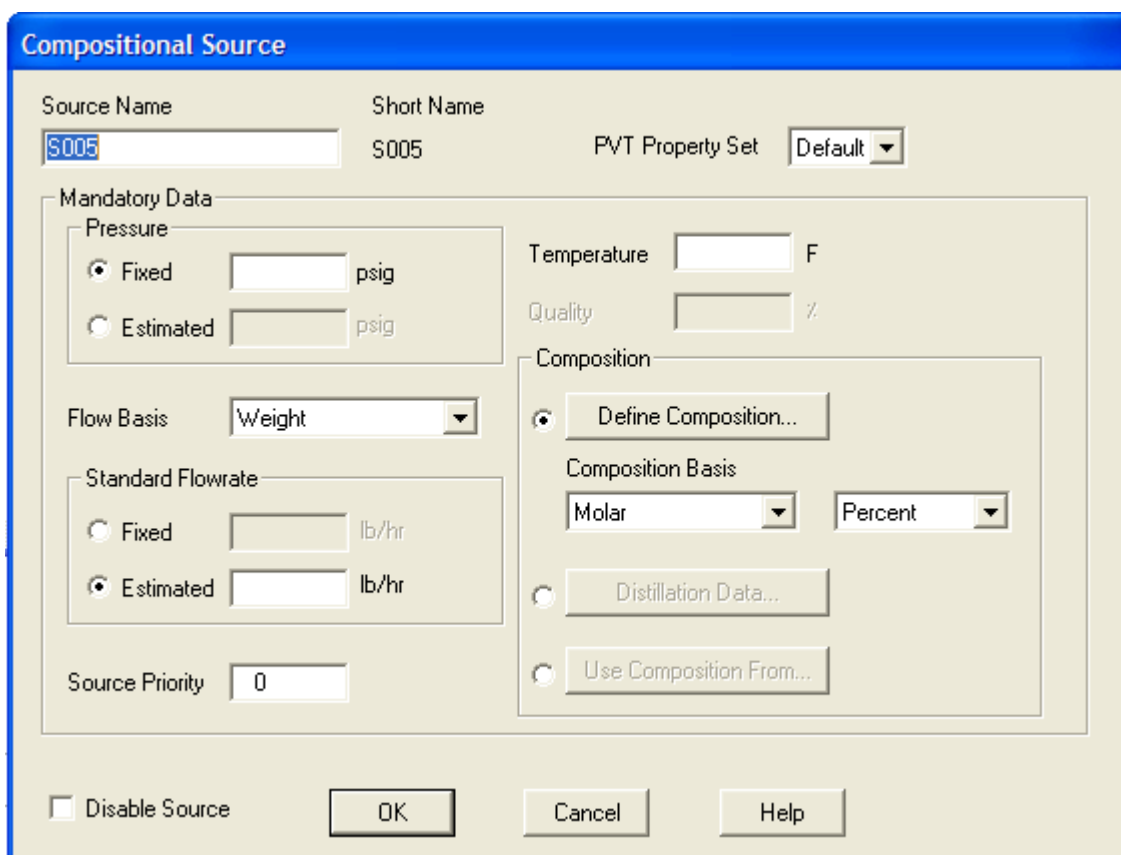 Compositional Source
Source Name
Short Name
S005
S005
PVT Property Set
Default
Mandatory Data
Pressure
Fixed
psig
Estimated
psig
Temperature
F
Quality
%
Flow Basis
Weight
Standard Flowrate
Fixed
lb/hr
Estimated
lb/hr
Source Priority
0
Composition
Define Composition...
Composition Basis
Molar
Percent
Distillation Data...
Use Composition From...
Disable Source
OK
Cancel
Help